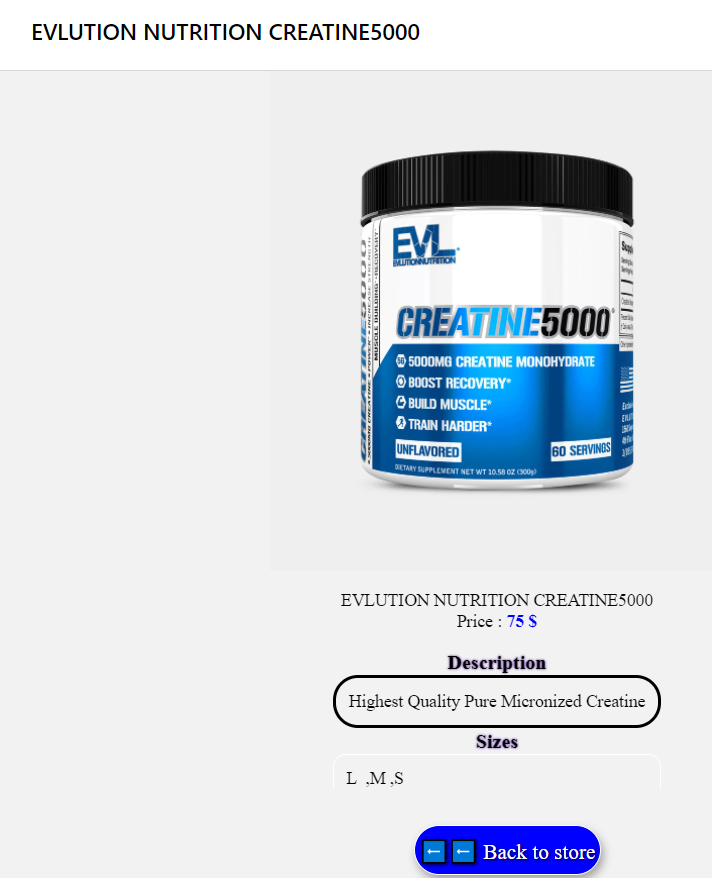 EVLUTION NUTRITION CREATINE5000
EVL
EVLUTIONNUTRITION
CREATINE5000
5000MG CREATINE MONOHYDRATE
BOOST RECOVERY*
BUILD MUSCLE*
TRAIN HARDER*
UNFLAVORED
60 SERVINGS
DIETARY SUPPLEMENT NET WT 10.58 OZ (300g)
CREATINE5000
MUSCLE BUILDING
EVLUTION NUTRITION CREATINE5000
Price : 75 $
Description
Highest Quality Pure Micronized Creatine
Sizes
L ,M ,S
Back to store